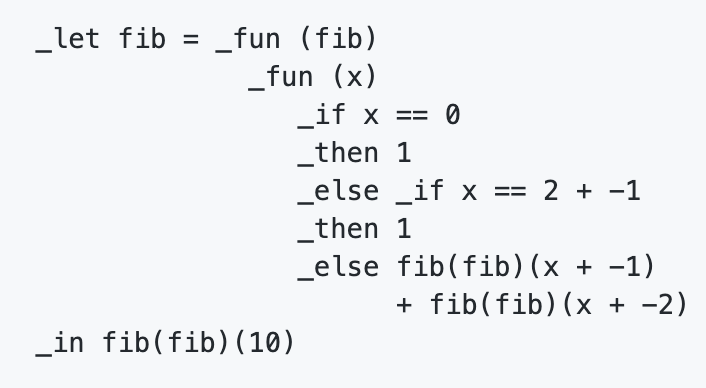 _let fib = _fun (fib)
             _fun (x)
                _if x == 0
                _then 1
                _else _if x == 2 + -1
                _then 1
                _else fib(fib)(x + -1)
                      + fib(fib)(x + -2)
_in fib(fib)(10)